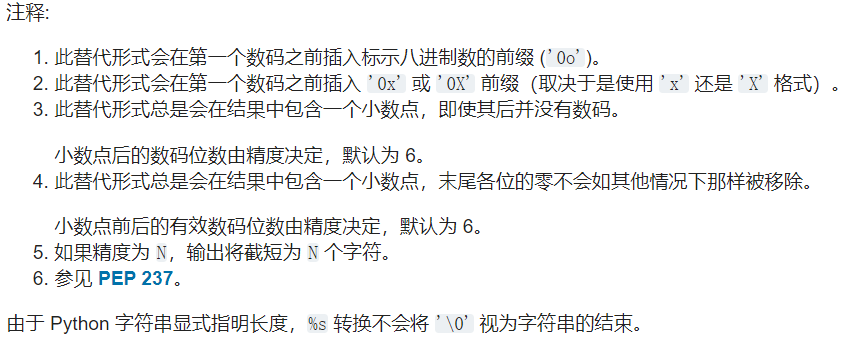 注释:
1. 此替代形式会在第一个数码之前插入标示八进制数的前缀 ('0o')。
2. 此替代形式会在第一个数码之前插入 '0x' 或 '0X' 前缀（取决于是使用 'x' 还是 'X' 格式）。
3. 此替代形式总是会在结果中包含一个小数点，即使其后并没有数码。
小数点后的数码位数由精度决定，默认为 6。
4. 此替代形式总是会在结果中包含一个小数点，末尾各位的零不会如其他情况下那样被移除。
小数点前后的有效数码位数由精度决定，默认为 6。
5. 如果精度为 N，输出将截短为 N 个字符。
6. 参见 PEP 237。
由于 Python 字符串显式指明长度，%s 转换不会将 '\0' 视为字符串的结束。